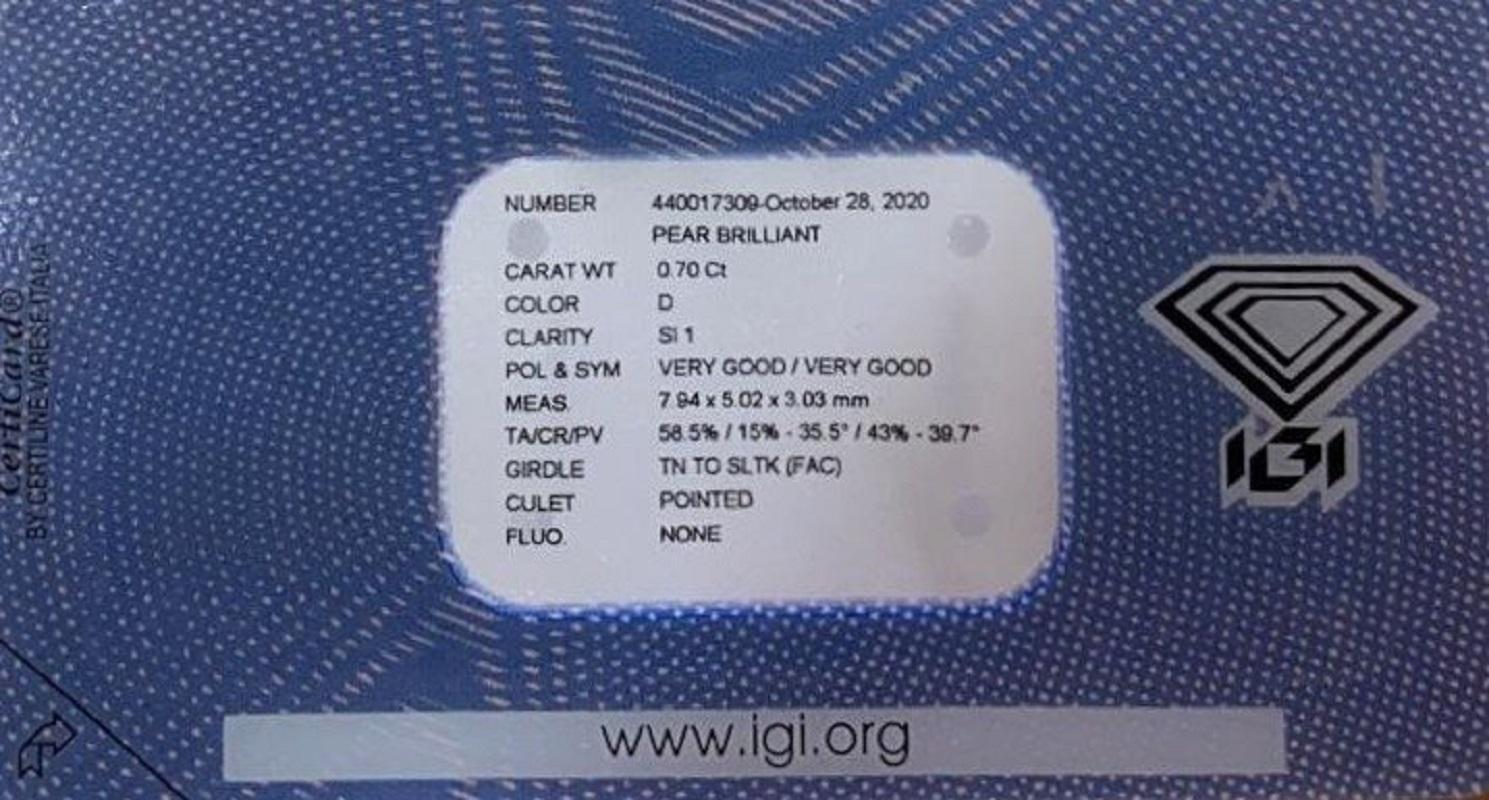 NUMBER 440017309-October 28, 2020
PEAR BRILLIANT
CARAT WT 0.70 Ct
COLOR D
CLARITY SI 1
POL & SYM VERY GOOD / VERY GOOD
MEAS. 7.94 x 5.02 x 3.03 mm
TA/CR/PV 58.5% / 15% - 35.5° / 43% - 39.7°
GIRDLE TN TO SLTK (FAC)
CULET POINTED
FLUO. NONE
IGI
www.igi.org
CertiCard®
BY CERTILINE VARESE-ITALIA